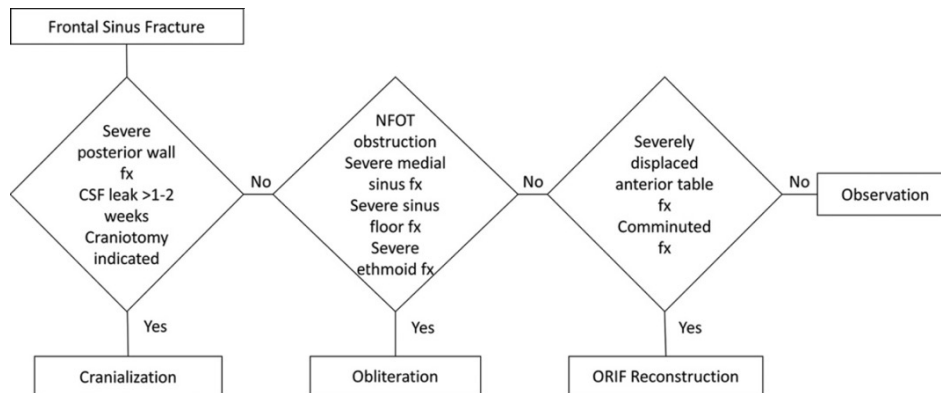 Frontal Sinus Fracture
Severe
posterior wall
fx
CSF leak >1-2
weeks
Craniotomy
indicated
No
Yes
Cranialization
NFOT
obstruction
Severe medial
sinus fx
Severe sinus
floor fx
Severe
ethmoid fx
No
Yes
Obliteration
Severely
displaced
anterior table
fx
Comminuted
fx
No
Yes
ORIF Reconstruction
Observation